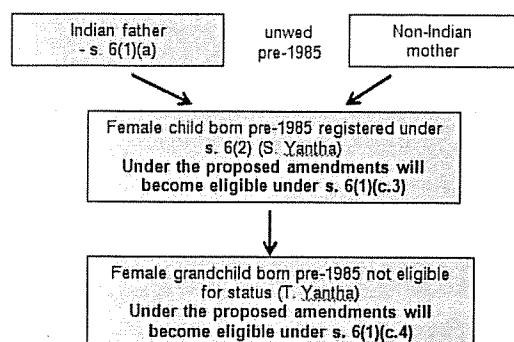 Indian father
- s. 6(1)(a)
unwed
pre-1985
Non-Indian
mother
Female child born pre-1985 registered under
s. 6(2) (S. Yantha)
Under the proposed amendments will
become eligible under s. 6(1)(c.3)
Female grandchild born pre-1985 not eligible
for status (T. Yantha)
Under the proposed amendments will
become eligible under s. 6(1)(c.4)